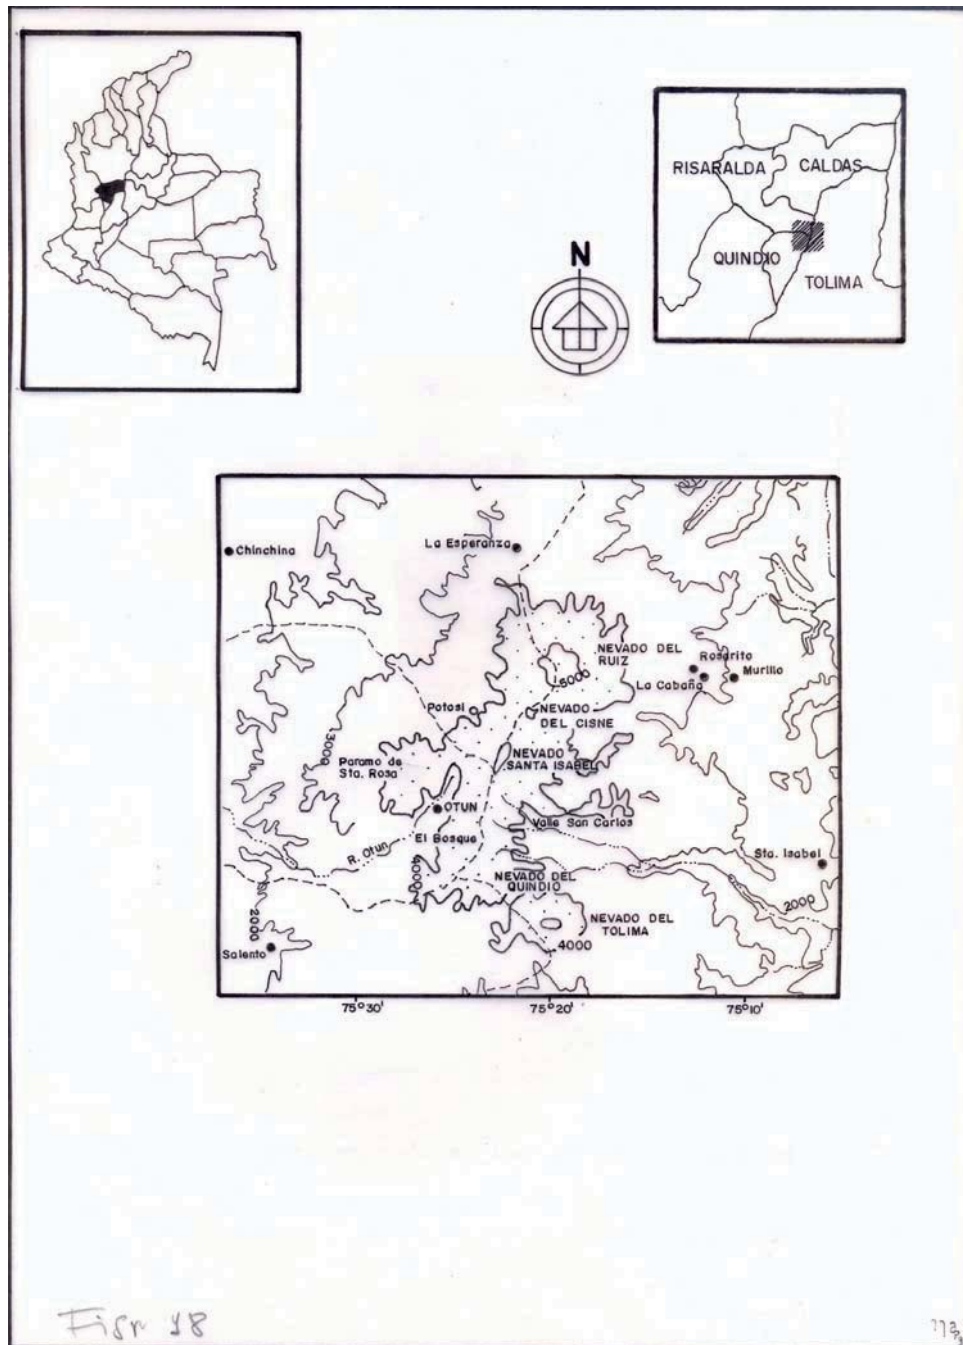 RISARALDA
CALDAS
QUINDIO
TOLIMA
N
Chinchina
La Esperanza
NEVADO DEL
RUIZ
Rosarito
Murillo
La Cabaña
5000
Potosi
NEVADO
DEL CISNE
3000
NEVADO
SANTA ISABEL
Paramo de
Sta. Rosa
OTUN
Valle San Carlos
El Bosque
R. Otun
Sta. Isabel
4000
NEVADO DEL
QUINDIO
2000
2000
NEVADO DEL
TOLIMA
4000
Salento
75°30'
75°20'
75°10'
18